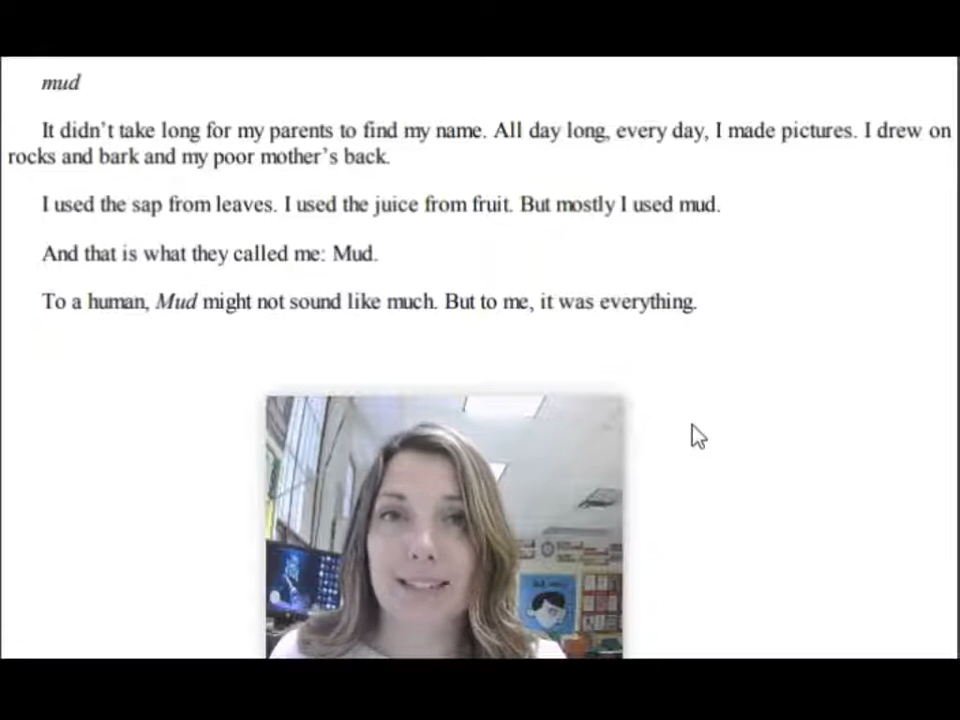 mud
It didn't take long for my parents to find my name. All day long, every day, I made pictures. I drew on
rocks and bark and my poor mother's back.
I used the sap from leaves. I used the juice from fruit. But mostly I used mud.
And that is what they called me: Mud.
To a human, Mud might not sound like much. But to me, it was everything.